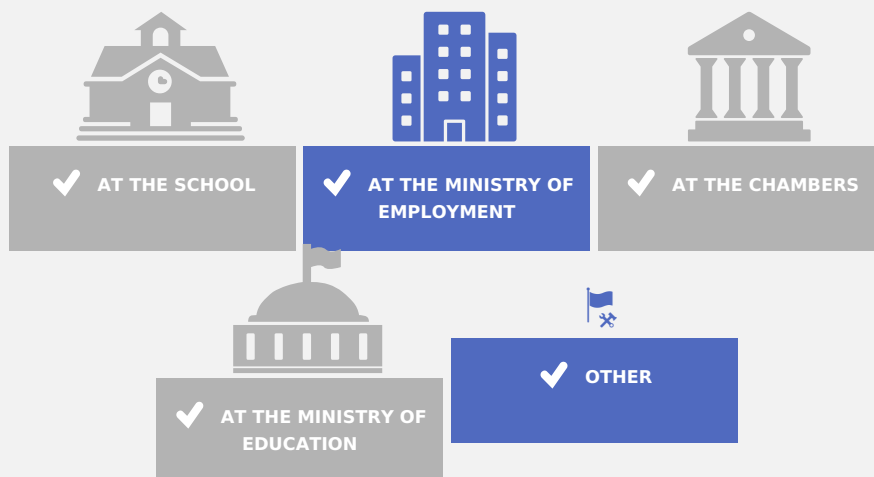 AT THE SCHOOL
AT THE MINISTRY OF
EMPLOYMENT
AT THE CHAMBERS
AT THE MINISTRY OF
EDUCATION
OTHER